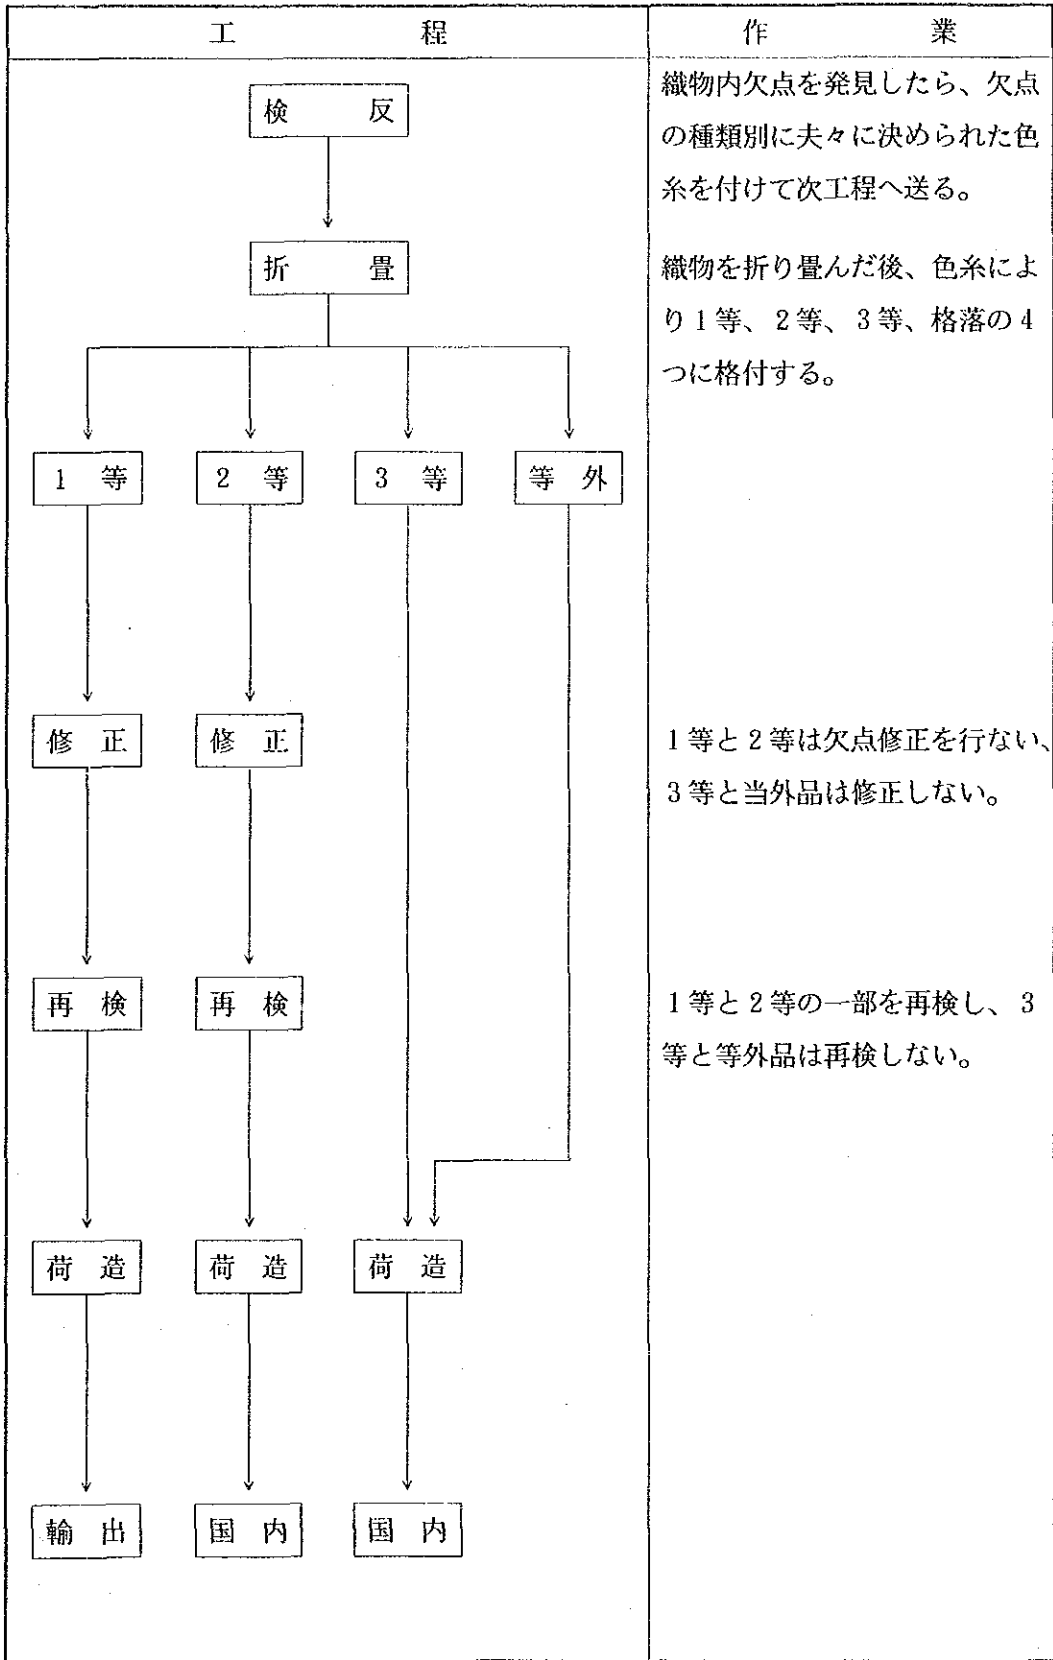 工程
作業
検反
織物内欠点を発見したら、欠点
の種類別に夫々に決められた色
糸を付けて次工程へ送る。
折畳
織物を折り畳んだ後、色糸によ
り1等、2等、3等、格落の4
つに格付する。
1等
2等
3等
等外
修正
修正
1等と2等は欠点修正を行ない、
3等と当外品は修正しない。
再検
再検
1等と2等の一部を再検し、3
等と等外品は再検しない。
荷造
荷造
荷造
輸出
国内
国内